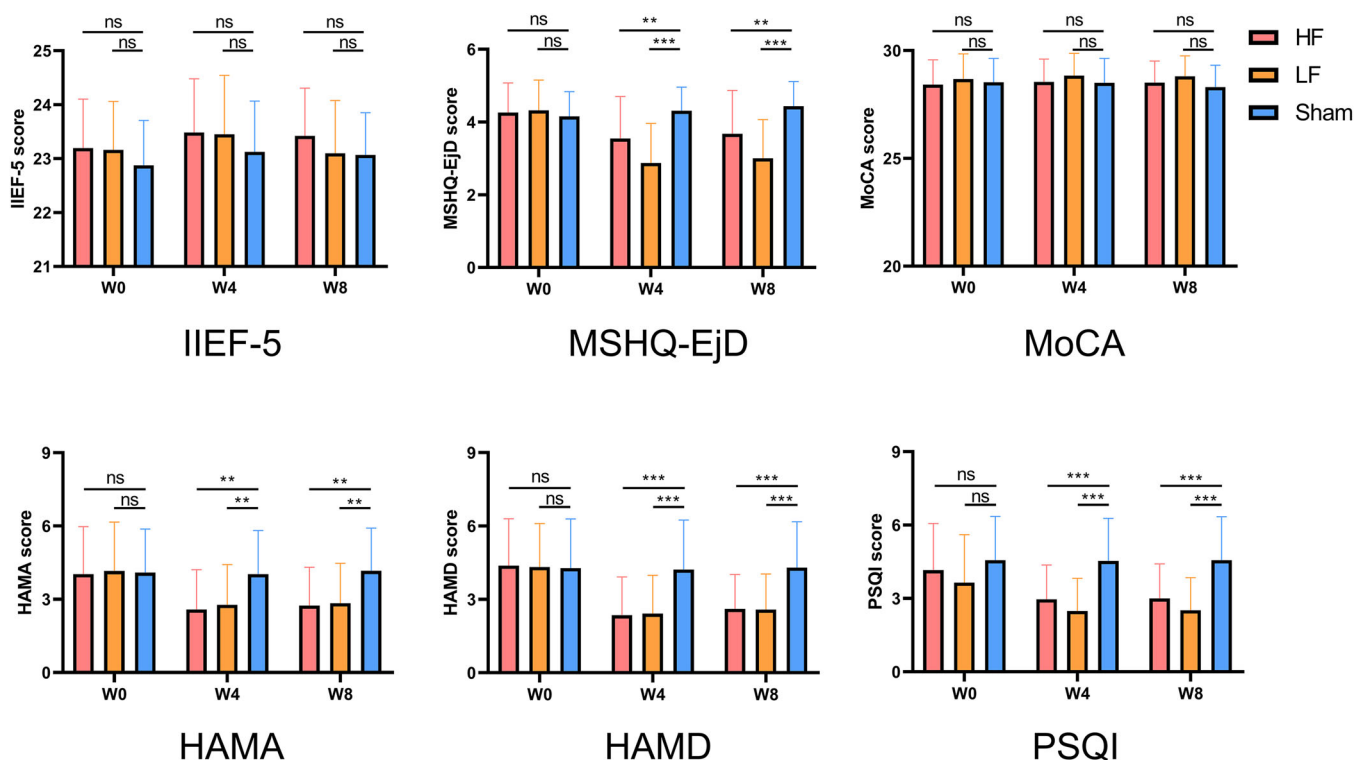 ns ns ns
ns ns ns
IIEF-5 score
25
24
23
22
21
W0 W4 W8
IIEF-5
ns ** **
ns *** ***
MSHQ-EjD score
6
4
2
0
W0 W4 W8
MSHQ-EjD
ns ns ns
ns ns ns
MoCA score
30
25
20
W0 W4 W8
MoCA
HF
LF
Sham
ns ** **
ns ** **
HAMA score
9
6
3
0
W0 W4 W8
HAMA
ns *** ***
ns *** ***
HAMD score
9
6
3
0
W0 W4 W8
HAMD
ns *** ***
ns *** ***
PSQI score
9
6
3
0
W0 W4 W8
PSQI